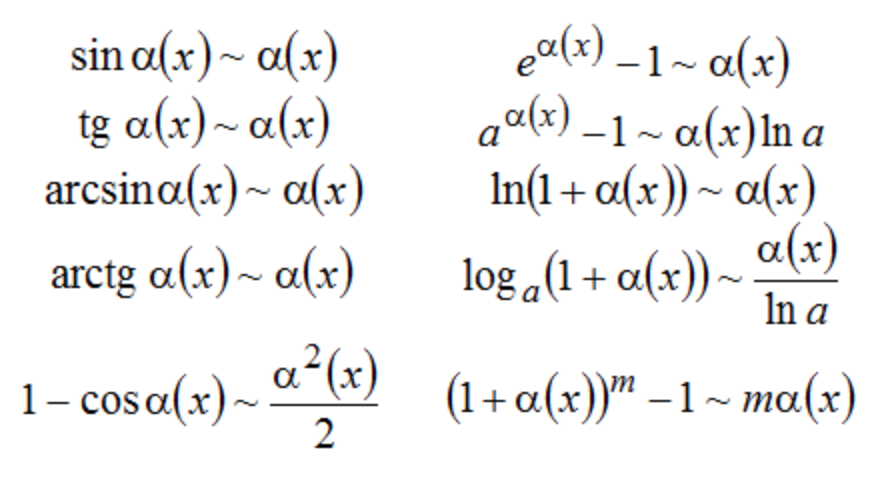 sin α(x) ~ α(x)
e^α(x) – 1 ~ α(x)
tg α(x) ~ α(x)
a^α(x) – 1 ~ α(x) ln a
arcsin α(x) ~ α(x)
ln(1 + α(x)) ~ α(x)
arctg α(x) ~ α(x)
log_a(1 + α(x)) ~ α(x)/ln a
1 – cos α(x) ~ α²(x)/2
(1 + α(x))^m – 1 ~ mα(x)